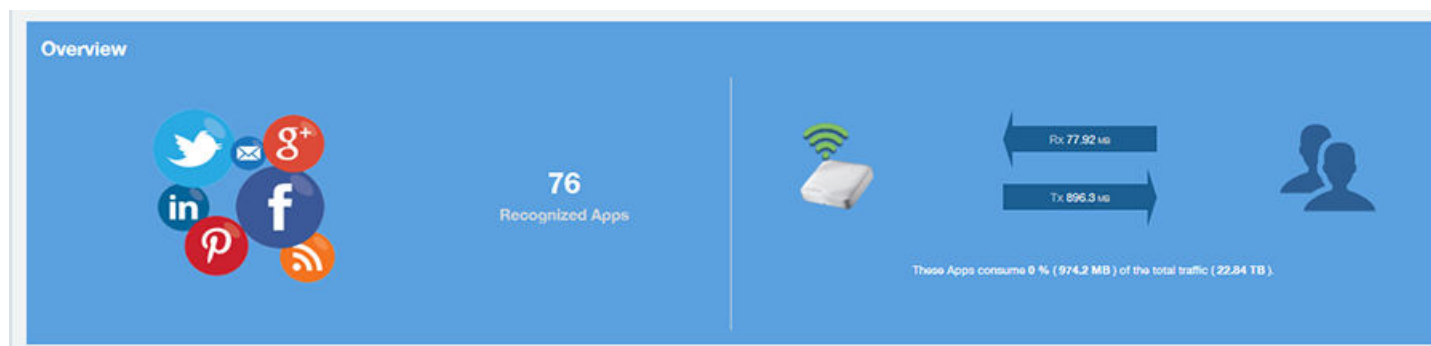 Overview
g+
in
f
76
Recognized Apps
Rx 77.92 MB
Tx 896.3 MB
These Apps consume 0 % ( 974.2 MB ) of the total traffic ( 22.84 TB ).